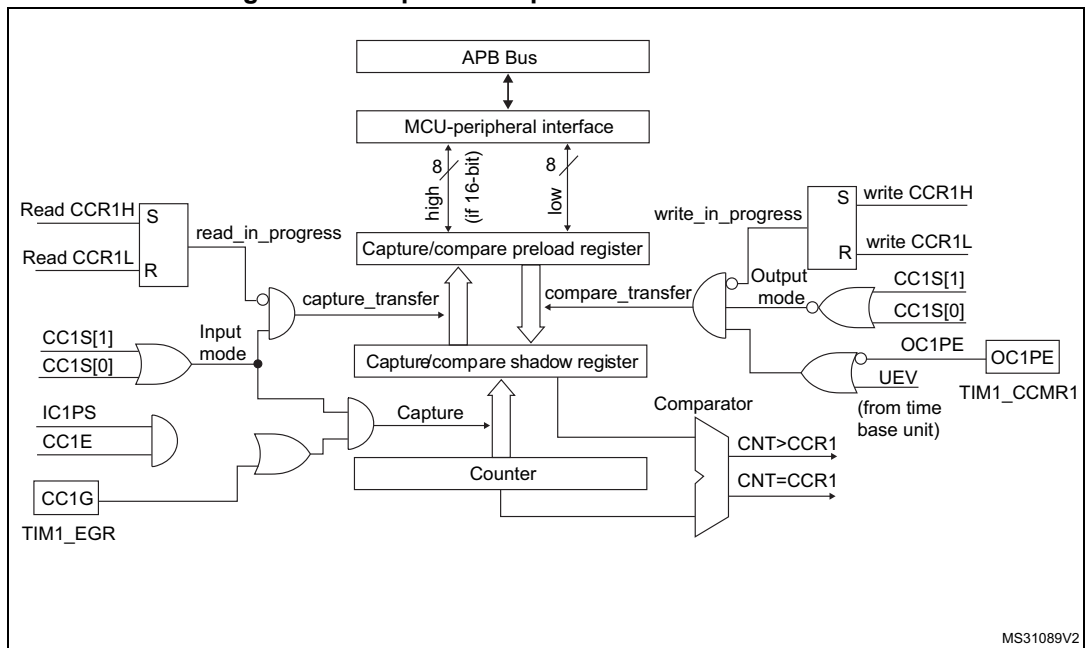 APB Bus
MCU-peripheral interface
8
high
(if 16-bit)
8
low
Read CCR1H
S
read_in_progress
Read CCR1L
R
write_in_progress
S
write CCR1H
R
write CCR1L
Capture/compare preload register
capture_transfer
compare_transfer
Output
mode
CC1S[1]
CC1S[0]
CC1S[1]
CC1S[0]
Input
mode
Capture/compare shadow register
OC1PE
OC1PE
UEV
TIM1_CCMR1
(from time
base unit)
IC1PS
CC1E
Capture
Comparator
CNT>CCR1
CNT=CCR1
Counter
CC1G
TIM1_EGR
MS31089V2